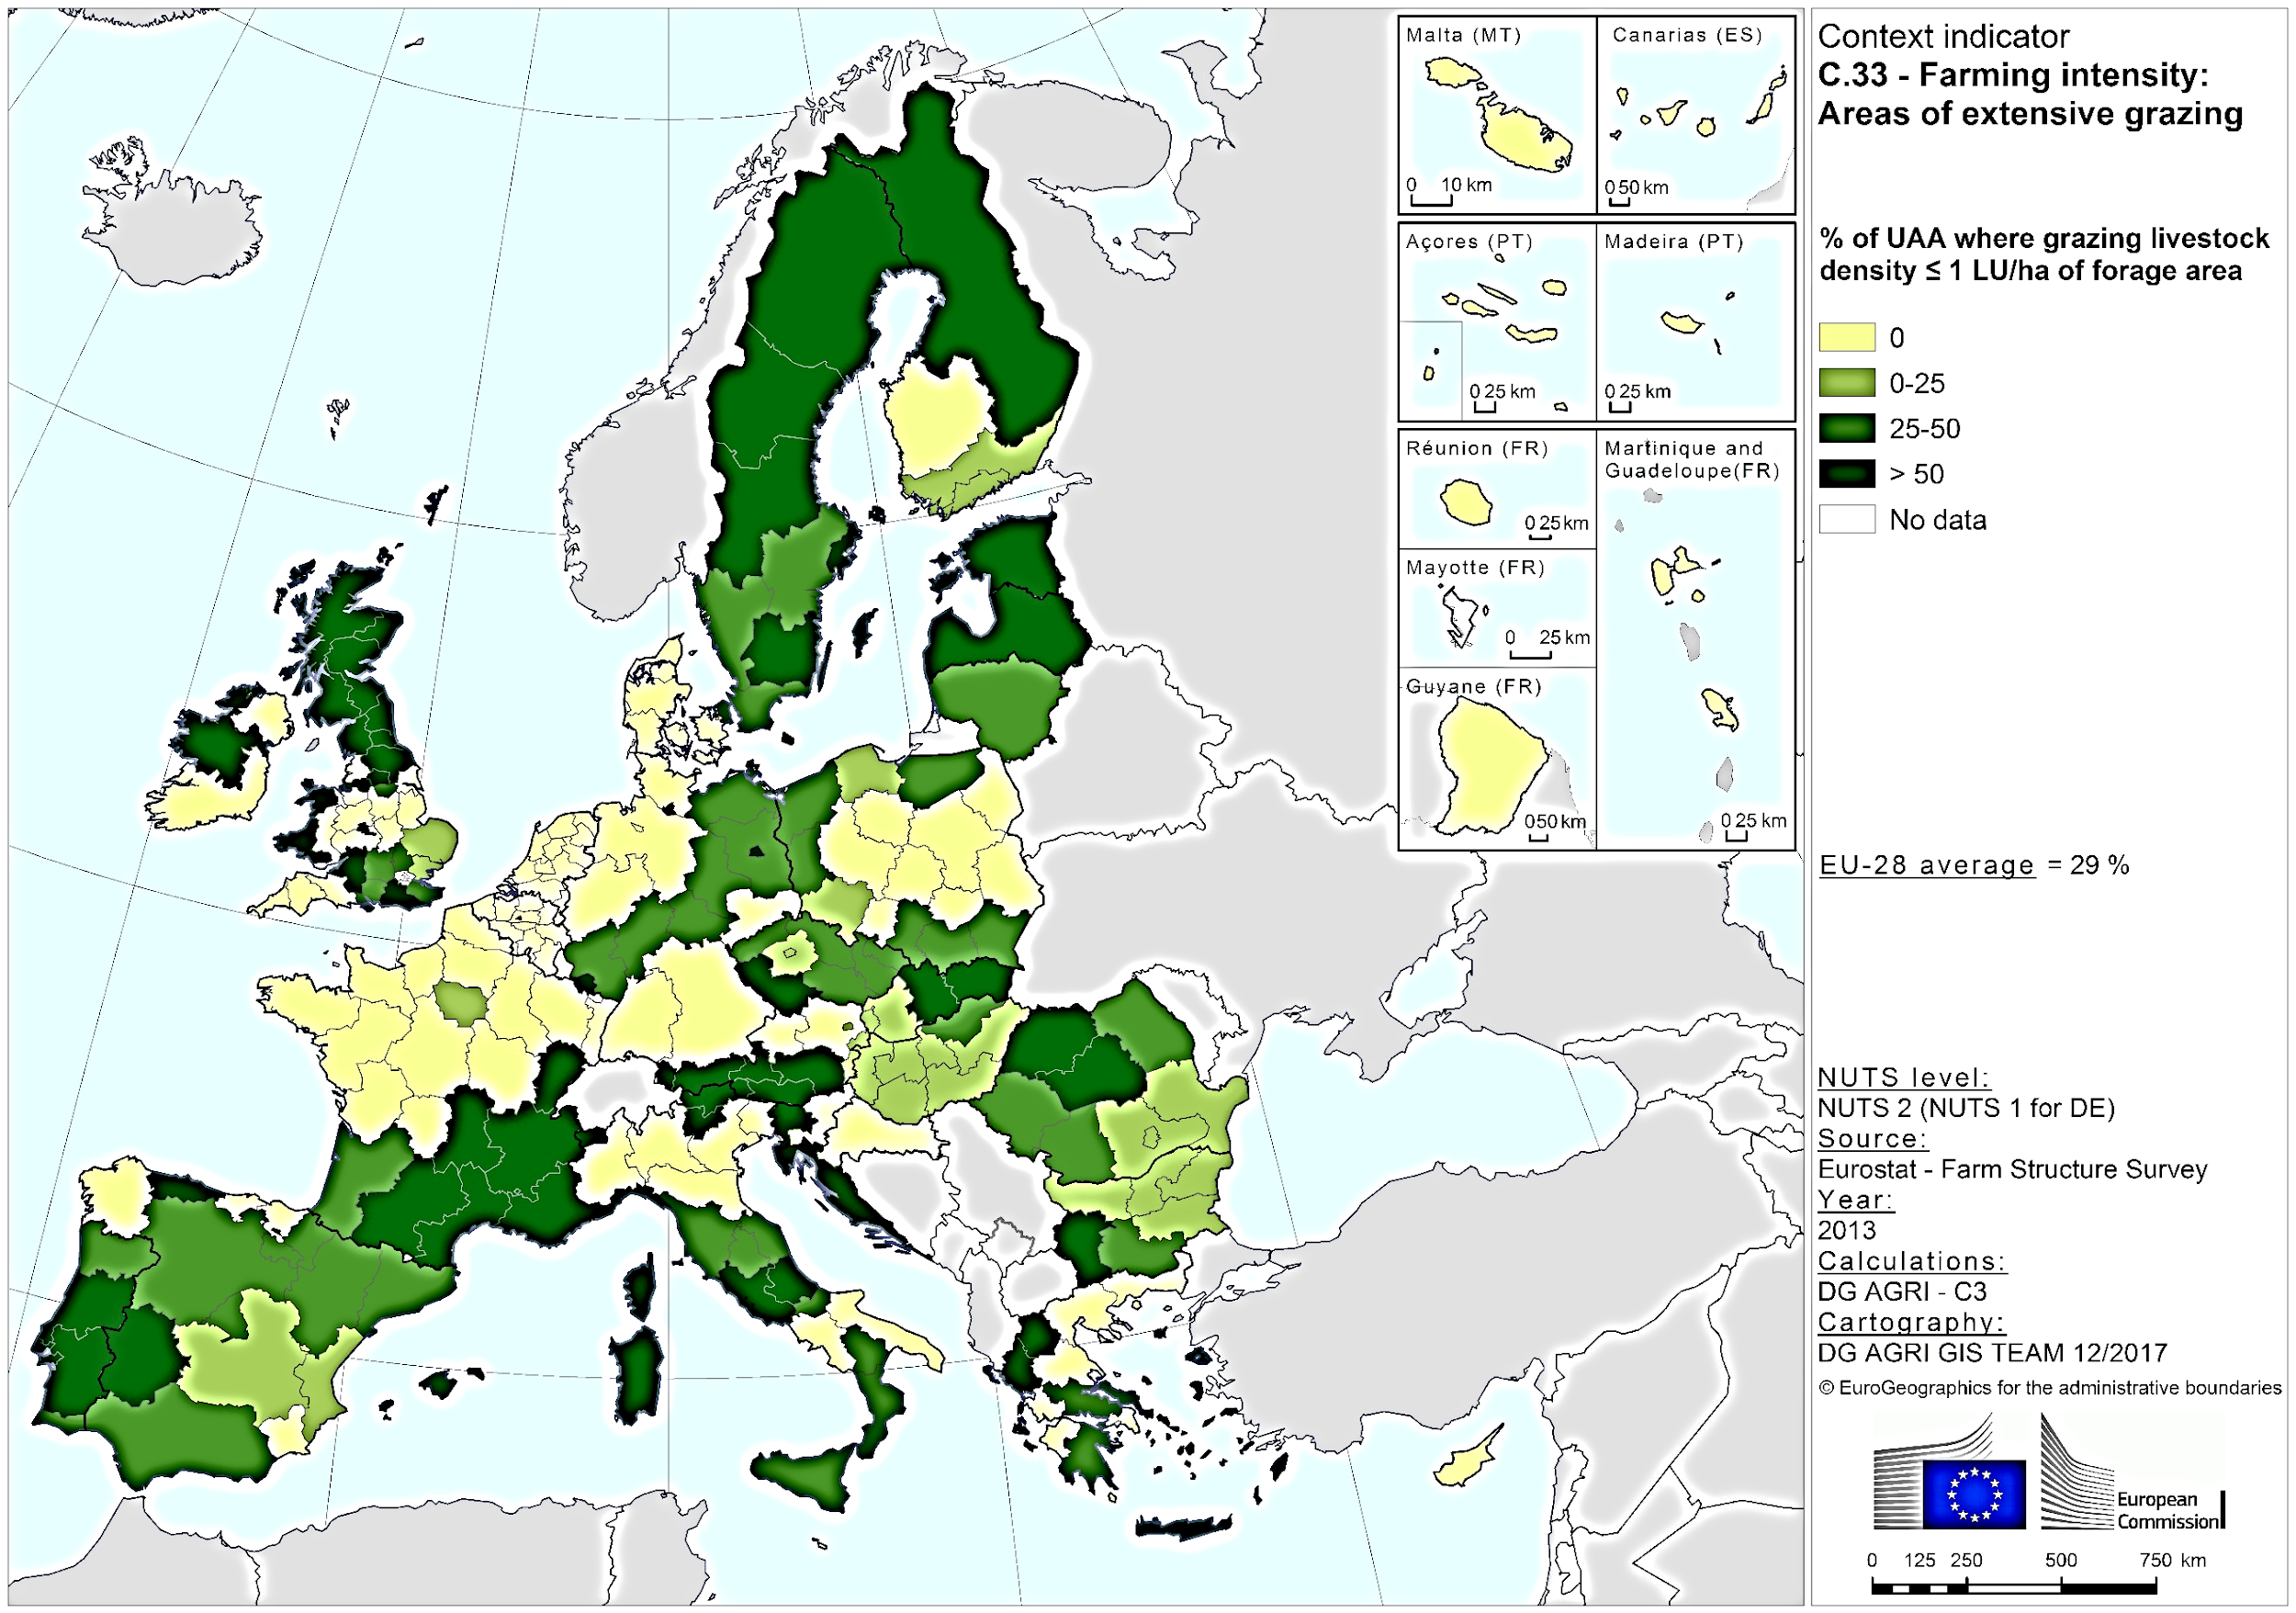 Malta (MT)
0 10 km
Canarias (ES)
0 50 km
Açores (PT)
0 25 km
Madeira (PT)
0 25 km
Réunion (FR)
0 25 km
Martinique and
Guadeloupe(FR)
0 25 km
Mayotte (FR)
0 25 km
Guyane (FR)
0 50 km
Context indicator
C.33 - Farming intensity:
Areas of extensive grazing
% of UAA where grazing livestock
density ≤ 1 LU/ha of forage area
0
0-25
25-50
> 50
No data
EU-28 average = 29 %
NUTS level:
NUTS 2 (NUTS 1 for DE)
Source:
Eurostat - Farm Structure Survey
Year:
2013
Calculations:
DG AGRI - C3
Cartography:
DG AGRI GIS TEAM 12/2017
© EuroGeographics for the administrative boundaries
European
Commission
0 125 250 500 750 km